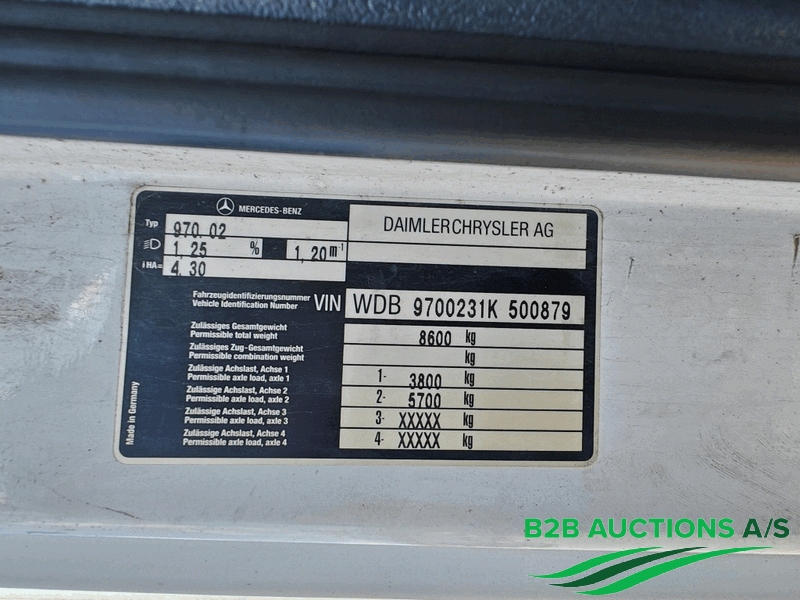 MERCEDES-BENZ
DAIMLERCHRYSLER AG
Typ 970.02
1,25 % 1,20 m⁻¹
i HA= 4.30
Fahrzeugidentifizierungsnummer
Vehicle Identification Number
VIN WDB 9700231K 500879
Zulässiges Gesamtgewicht
Permissible total weight
8600 kg
Zulässiges Zug-Gesamtgewicht
Permissible combination weight
kg
Zulässige Achslast, Achse 1
Permissible axle load, axle 1
1- 3800 kg
Zulässige Achslast, Achse 2
Permissible axle load, axle 2
2- 5700 kg
Zulässige Achslast, Achse 3
Permissible axle load, axle 3
3- XXXXX kg
Zulässige Achslast, Achse 4
Permissible axle load, axle 4
4- XXXXX kg
Made in Germany
B2B AUCTIONS A/S